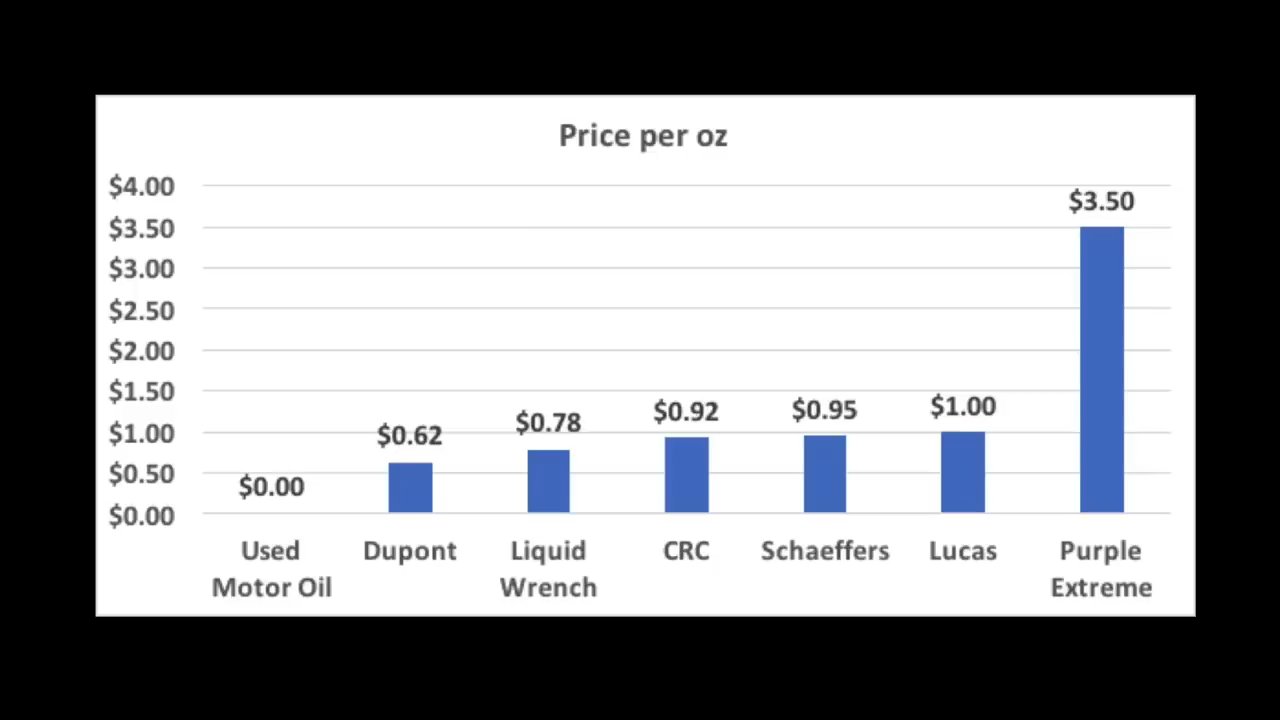 Price per oz
$4.00
$3.50
$3.00
$2.50
$2.00
$1.50
$1.00
$0.50
$0.00
$0.00
$0.62
$0.78
$0.92
$0.95
$1.00
$3.50
Used
Motor Oil
Dupont
Liquid
Wrench
CRC
Schaeffers
Lucas
Purple
Extreme